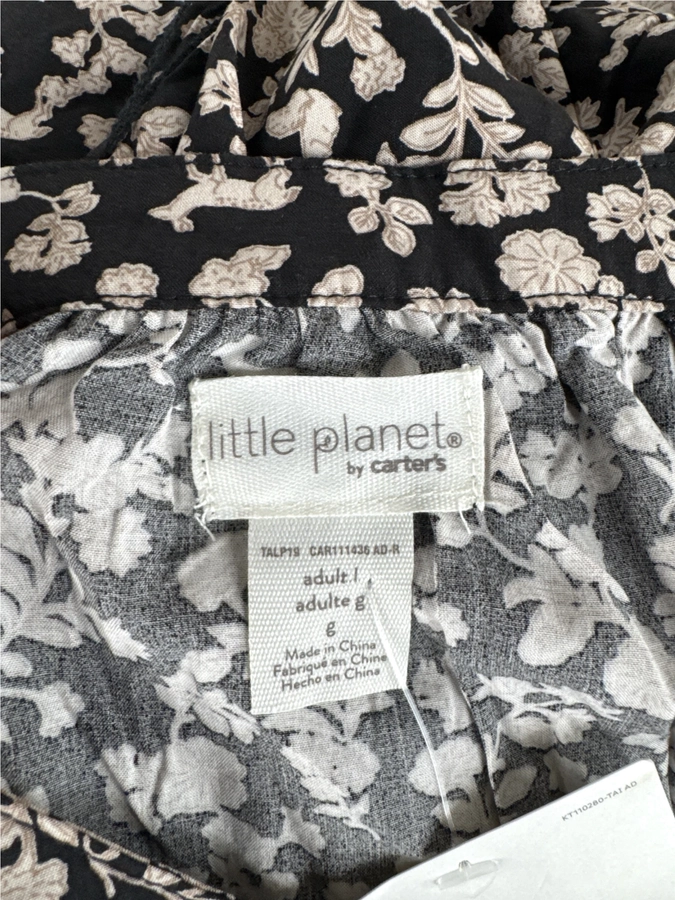 little planet®
by carter's
TALP19 CAR111436 AD-R
adult l
adulte g
g
Made in China
Fabriqué en Chine
Hecho en China
KT110280-TAI AD